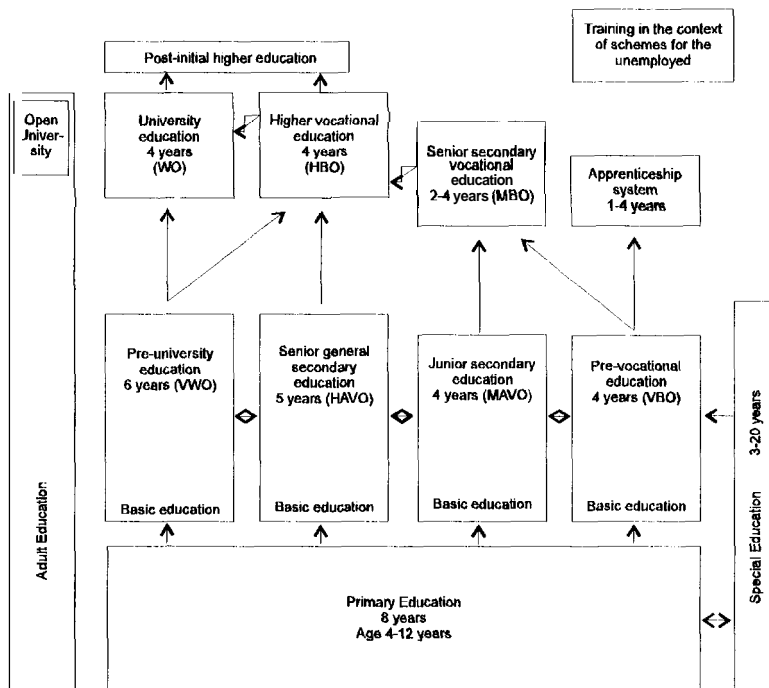 Training in the context
of schemes for the
unemployed
Post-initial higher education
Open
Jniver-
sity
University
education
4 years
(WO)
Higher vocational
education
4 years
(HBO)
Senior secondary
vocational
education
2-4 years (MBO)
Apprenticeship
system
1-4 years
Pre-university
education
6 years (VWO)
Senior general
secondary
education
5 years (HAVO)
Junior secondary
education
4 years (MAVO)
Pre-vocational
education
4 years (VBO)
Basic education
Basic education
Basic education
Basic education
Adult Education
3-20 years
Special Education
Primary Education
8 years
Age 4-12 years